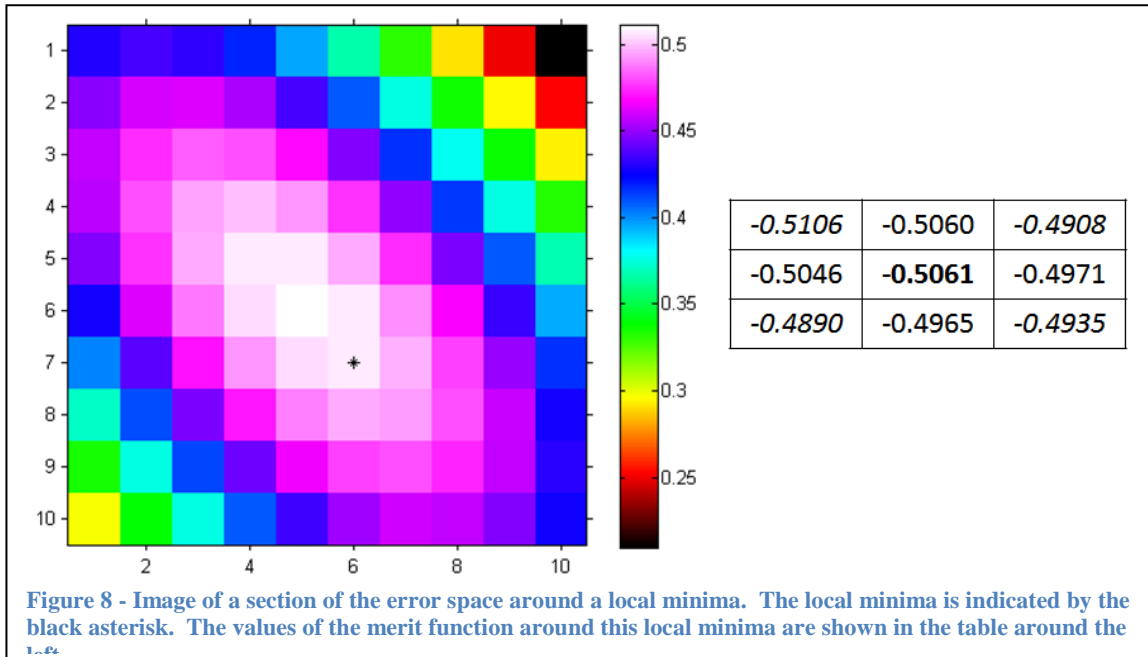 1
2
3
4
5
6
7
8
9
10
2 4 6 8 10
0.5
0.45
0.4
0.35
0.3
0.25
-0.5106 -0.5060 -0.4908
-0.5046 -0.5061 -0.4971
-0.4890 -0.4965 -0.4935
Figure 8 - Image of a section of the error space around a local minima. The local minima is indicated by the
black asterisk. The values of the merit function around this local minima are shown in the table around the
left